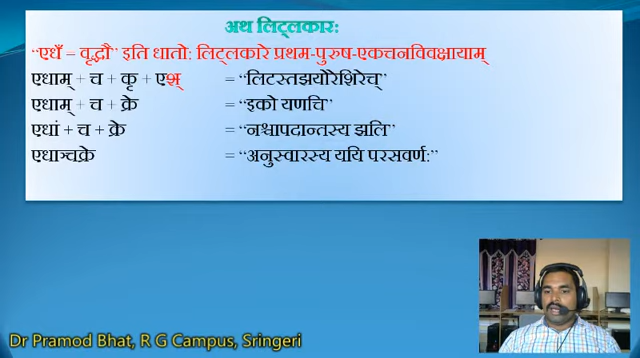 अथ लिट्लकार:
“एधँ = वृद्धौ” इति धातो: लिट्लकारे प्रथम-पुरुष-एकचनविवक्षायाम्
एधाम् + च + कृ + एश् = “लिटस्तझयोरेशिरेच्”
एधाम् + च + क्रे = “इको यणचि”
एधां + च + क्रे = “नश्चापदान्तस्य झलि”
एधाञ्चक्रे = “अनुस्वारस्य ययि परसवर्ण:”
Dr Pramod Bhat, R G Campus, Sringeri